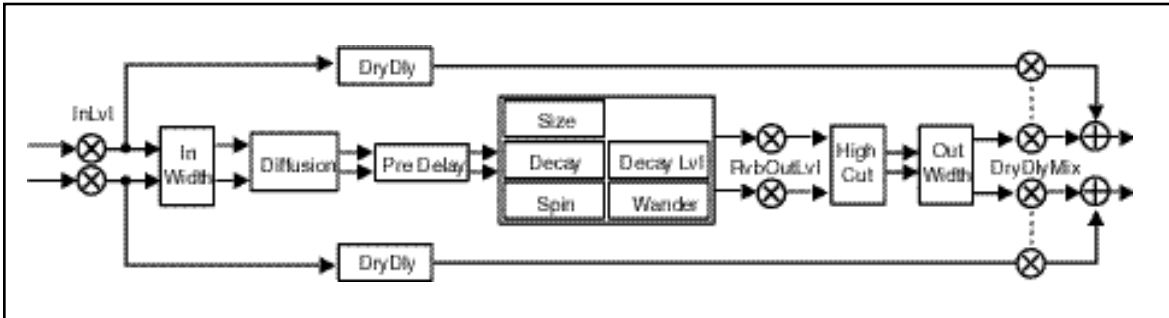 DryDly
InLvl
Size
In
Width
Diffusion
Pre Delay
Decay
Decay Lvl
RvbOutLvl
High
Cut
Out
Width
DryDlyMix
Spin
Wander
DryDly